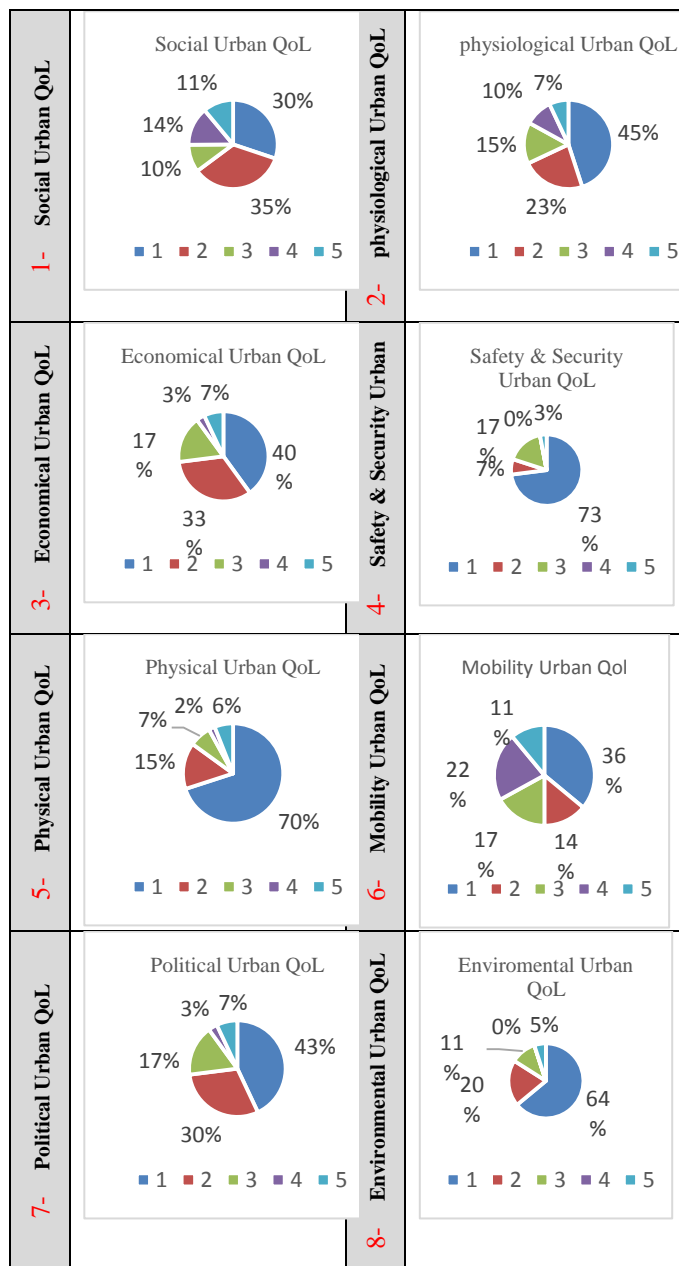 1- Social Urban QoL
Social Urban QoL
11%
30%
14%
10%
35%
1 2 3 4 5
2- physiological Urban QoL
physiological Urban QoL
10%
7%
15%
45%
23%
1 2 3 4 5
3- Economical Urban QoL
Economical Urban QoL
3%
7%
17
%
40
%
33
%
1 2 3 4 5
4- Safety & Security Urban
Safety & Security
Urban QoL
17
%
0%
3%
7%
73
%
1 2 3 4 5
5- Physical Urban QoL
Physical Urban QoL
2%
6%
7%
15%
70%
1 2 3 4 5
6- Mobility Urban QoL
Mobility Urban Qol
11
%
36
%
22
%
17
%
14
%
1 2 3 4 5
7- Political Urban QoL
Political Urban QoL
3%
7%
17%
43%
30%
1 2 3 4 5
8- Environmental Urban QoL
Enviromental Urban
QoL
0%
5%
11
%
20
%
64
%
1 2 3 4 5